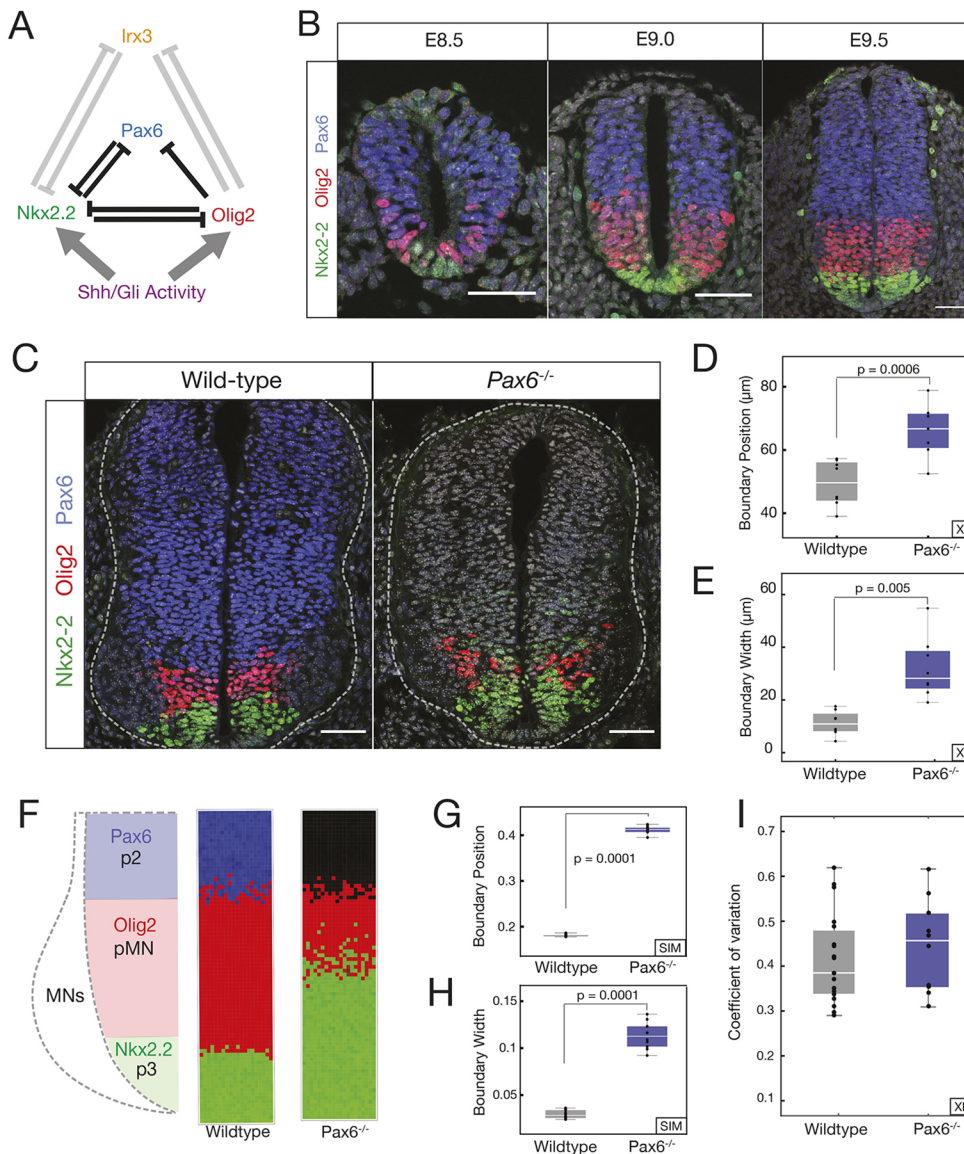 A
Irx3
Pax6
Nkx2.2
Olig2
Shh/Gli Activity
B
E8.5
E9.0
E9.5
Nkx2-2 Olig2 Pax6
C
Wild-type
Pax6-/-
Nkx2-2 Olig2 Pax6
D
p = 0.0006
80
60
40
Boundary Position (μm)
Wildtype
Pax6-/-
X
E
p = 0.005
60
40
20
0
Boundary Width (μm)
Wildtype
Pax6-/-
X
F
Pax6
p2
Olig2
pMN
MNs
Nkx2.2
p3
Wildtype
Pax6-/-
G
0.4
0.3
0.2
Boundary Position
p = 0.0001
SIM
Wildtype
Pax6-/-
H
p = 0.0001
0.15
0.10
0.05
Boundary Width
SIM
Wildtype
Pax6-/-
I
0.7
0.6
0.5
0.4
0.3
0.2
0.1
Coefficient of variation
Wildtype
Pax6-/-